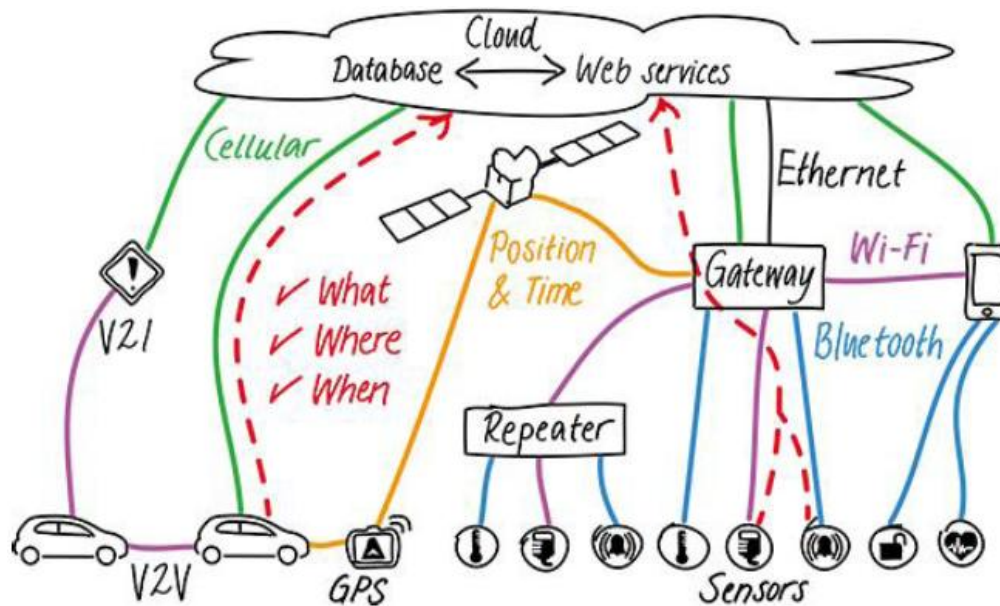 Cloud
Database
Web services
Cellular
Ethernet
Position
& Time
Gateway
Wi-Fi
!
V2I
✓ What
✓ Where
✓ When
Bluetooth
Repeater
V2V
GPS
Sensors